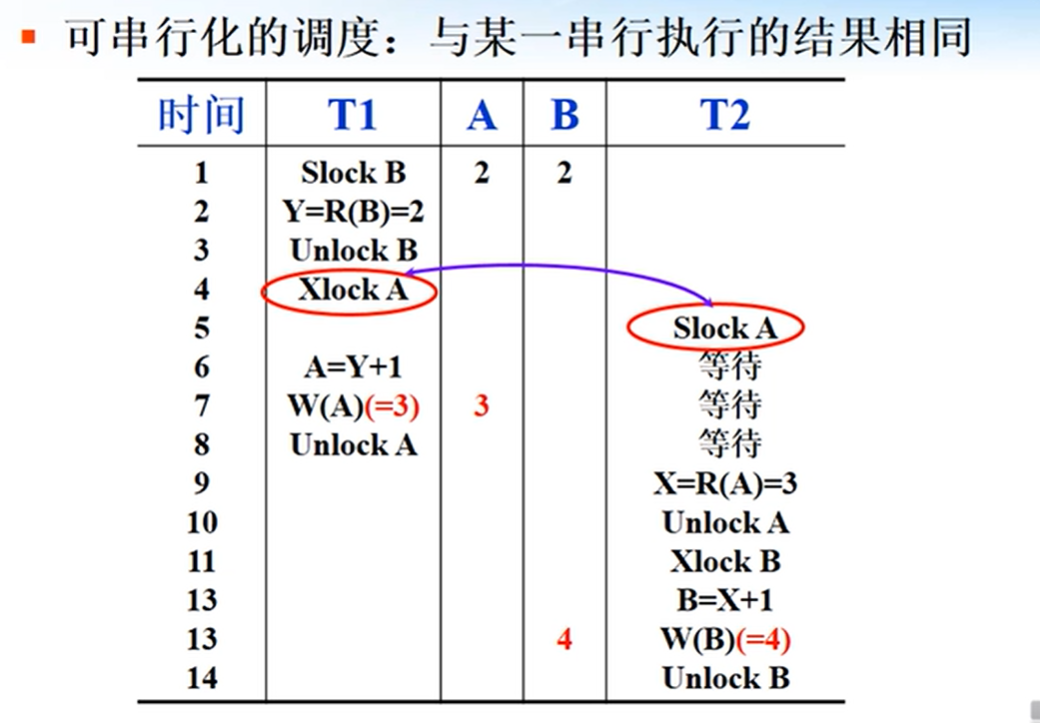 可串行化的调度：与某一串行执行的结果相同
时间 T1 A B T2
1 Slock B 2 2
2 Y=R(B)=2
3 Unlock B
4 Xlock A
5 Slock A
6 A=Y+1 等待
7 W(A)(=3) 3 等待
8 Unlock A 等待
9 X=R(A)=3
10 Unlock A
11 Xlock B
13 B=X+1
13 4 W(B)(=4)
14 Unlock B